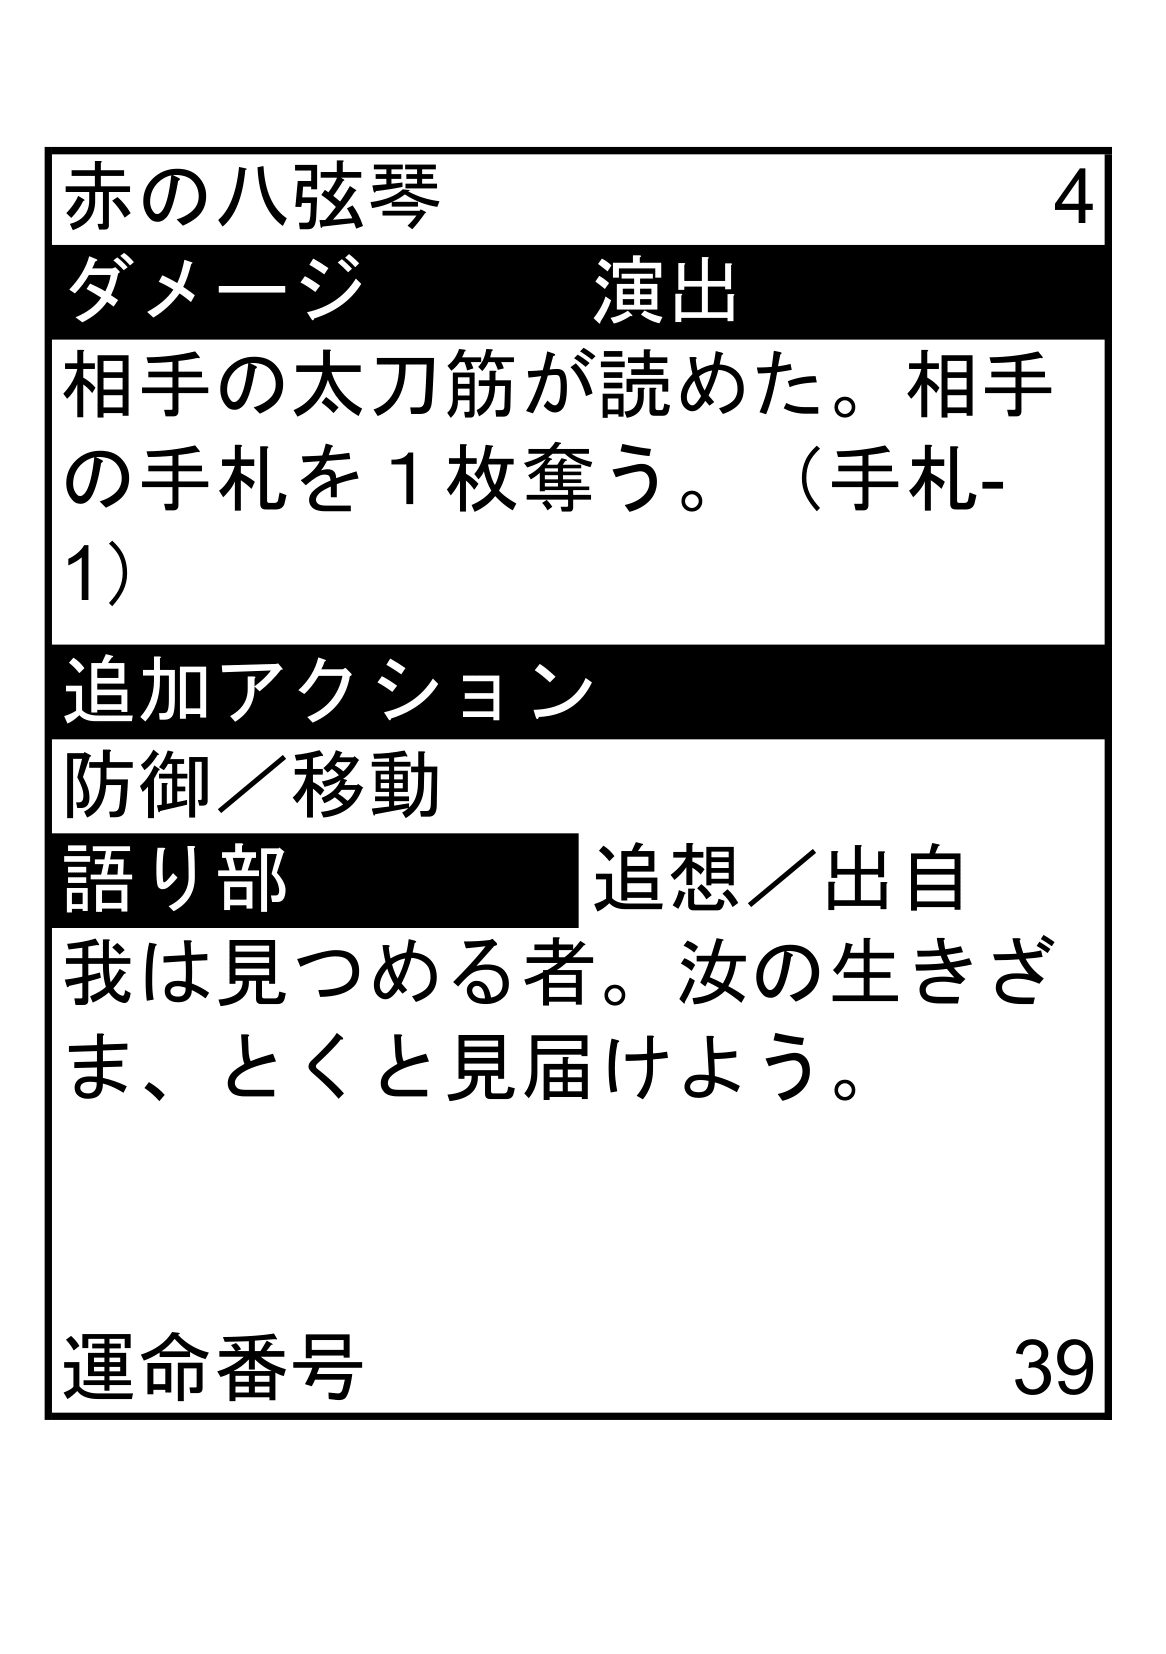 赤の八弦琴 4
ダメージ 演出
相手の太刀筋が読めた。相手
の手札を１枚奪う。（手札-
1）
追加アクション
防御／移動
語り部 追想／出自
我は見つめる者。汝の生きざ
ま、とくと見届けよう。
運命番号 39